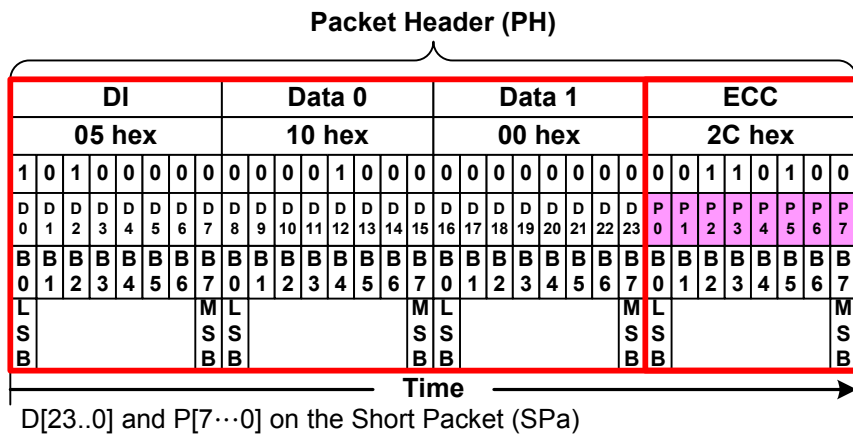 Packet Header (PH)
DI Data 0 Data 1 ECC
05 hex 10 hex 00 hex 2C hex
1 0 1 0 0 0 0 0 0 0 0 0 1 0 0 0 0 0 0 0 0 0 0 0 0 0 1 1 0 1 0 0
D0 D1 D2 D3 D4 D5 D6 D7 D8 D9 D10 D11 D12 D13 D14 D15 D16 D17 D18 D19 D20 D21 D22 D23 P0 P1 P2 P3 P4 P5 P6 P7
B0 B1 B2 B3 B4 B5 B6 B7 B0 B1 B2 B3 B4 B5 B6 B7 B0 B1 B2 B3 B4 B5 B6 B7 B0 B1 B2 B3 B4 B5 B6 B7
LSB MSB LSB MSB LSB MSB LSB MSB
Time
D[23..0] and P[7⋯0] on the Short Packet (SPa)